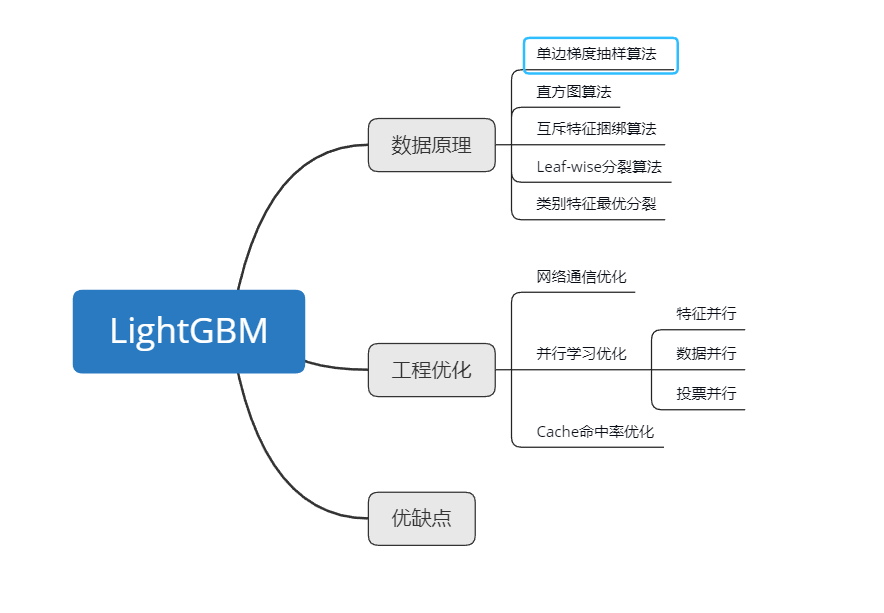 LightGBM
数据原理
单边梯度抽样算法
直方图算法
互斥特征捆绑算法
Leaf-wise分裂算法
类别特征最优分裂
工程优化
网络通信优化
并行学习优化
特征并行
数据并行
投票并行
Cache命中率优化
优缺点